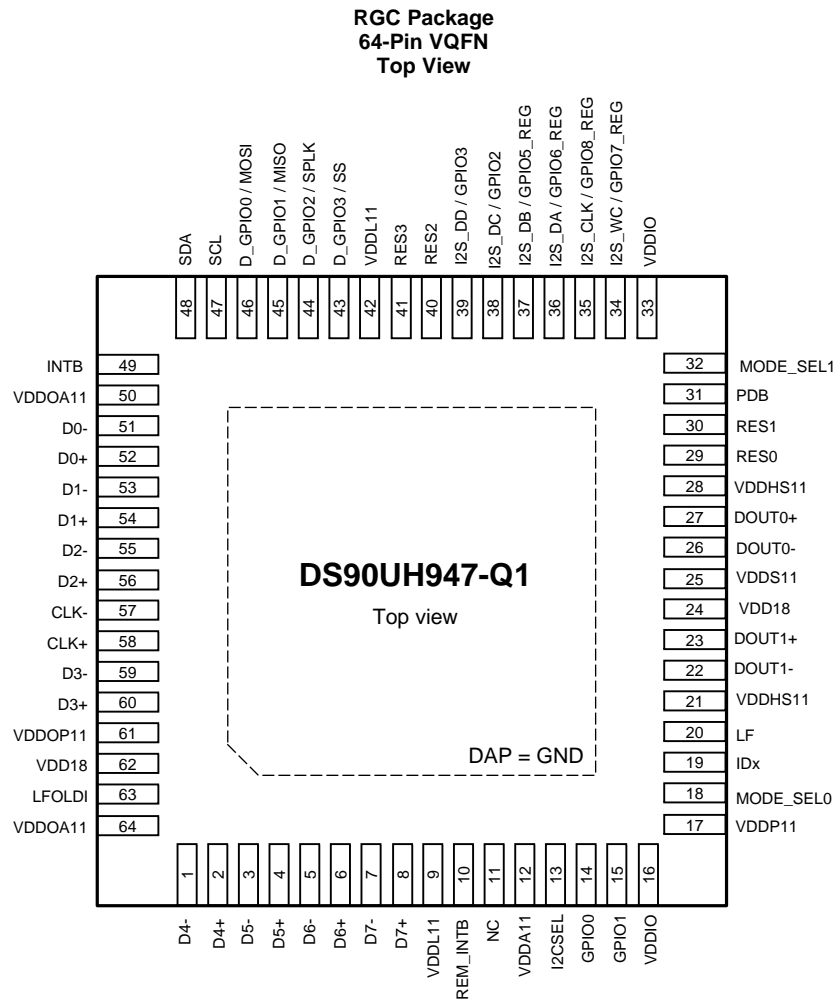 RGC Package
64-Pin VQFN
Top View
SDA
SCL
D_GPIO0 / MOSI
D_GPIO1 / MISO
D_GPIO2 / SPLK
D_GPIO3 / SS
VDDL11
RES3
RES2
I2S_DD / GPIO3
I2S_DC / GPIO2
I2S_DB / GPIO5_REG
I2S_DA / GPIO6_REG
I2S_CLK / GPIO8_REG
I2S_WC / GPIO7_REG
VDDIO
48 47 46 45 44 43 42 41 40 39 38 37 36 35 34 33
INTB 49
VDDOA11 50
D0- 51
D0+ 52
D1- 53
D1+ 54
D2- 55
D2+ 56
CLK- 57
CLK+ 58
D3- 59
D3+ 60
VDDOP11 61
VDD18 62
LFOLDI 63
VDDOA11 64
DS90UH947-Q1
Top view
DAP = GND
32 MODE_SEL1
31 PDB
30 RES1
29 RES0
28 VDDHS11
27 DOUT0+
26 DOUT0-
25 VDDS11
24 VDD18
23 DOUT1+
22 DOUT1-
21 VDDHS11
20 LF
19 IDx
18 MODE_SEL0
17 VDDP11
1 2 3 4 5 6 7 8 9 10 11 12 13 14 15 16
D4-
D4+
D5-
D5+
D6-
D6+
D7-
D7+
VDDL11
REM_INTB
NC
VDDA11
I2CSEL
GPIO0
GPIO1
VDDIO